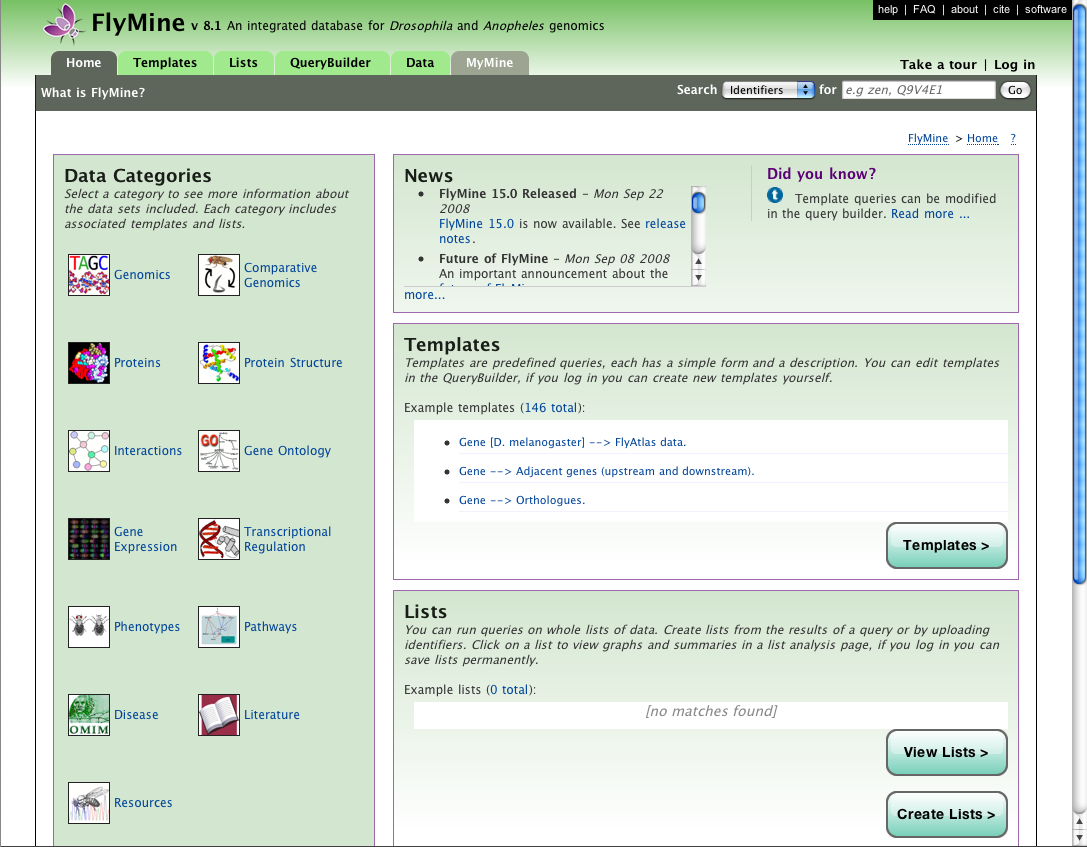 help | FAQ | about | cite | software
FlyMine v 8.1 An integrated database for Drosophila and Anopheles genomics
Home Templates Lists QueryBuilder Data MyMine
Take a tour | Log in
What is FlyMine?
Search Identifiers for e.g zen, Q9V4E1 Go
FlyMine > Home ?
Data Categories
Select a category to see more information about
the data sets included. Each category includes
associated templates and lists.
TAGC
Genomics
Comparative
Genomics
Proteins
Protein Structure
Interactions
GO
Gene Ontology
Gene
Expression
Transcriptional
Regulation
Phenotypes
Pathways
OMIM
Disease
Literature
Resources
News
• FlyMine 15.0 Released - Mon Sep 22
2008
FlyMine 15.0 is now available. See release
notes.
• Future of FlyMine - Mon Sep 08 2008
An important announcement about the
future of FlyMine
more...
Did you know?
t Template queries can be modified
in the query builder. Read more ...
Templates
Templates are predefined queries, each has a simple form and a description. You can edit templates
in the QueryBuilder, if you log in you can create new templates yourself.
Example templates (146 total):
• Gene [D. melanogaster] --> FlyAtlas data.
• Gene --> Adjacent genes (upstream and downstream).
• Gene --> Orthologues.
Templates >
Lists
You can run queries on whole lists of data. Create lists from the results of a query or by uploading
identifiers. Click on a list to view graphs and summaries in a list analysis page, if you log in you can
save lists permanently.
Example lists (0 total):
[no matches found]
View Lists >
Create Lists >